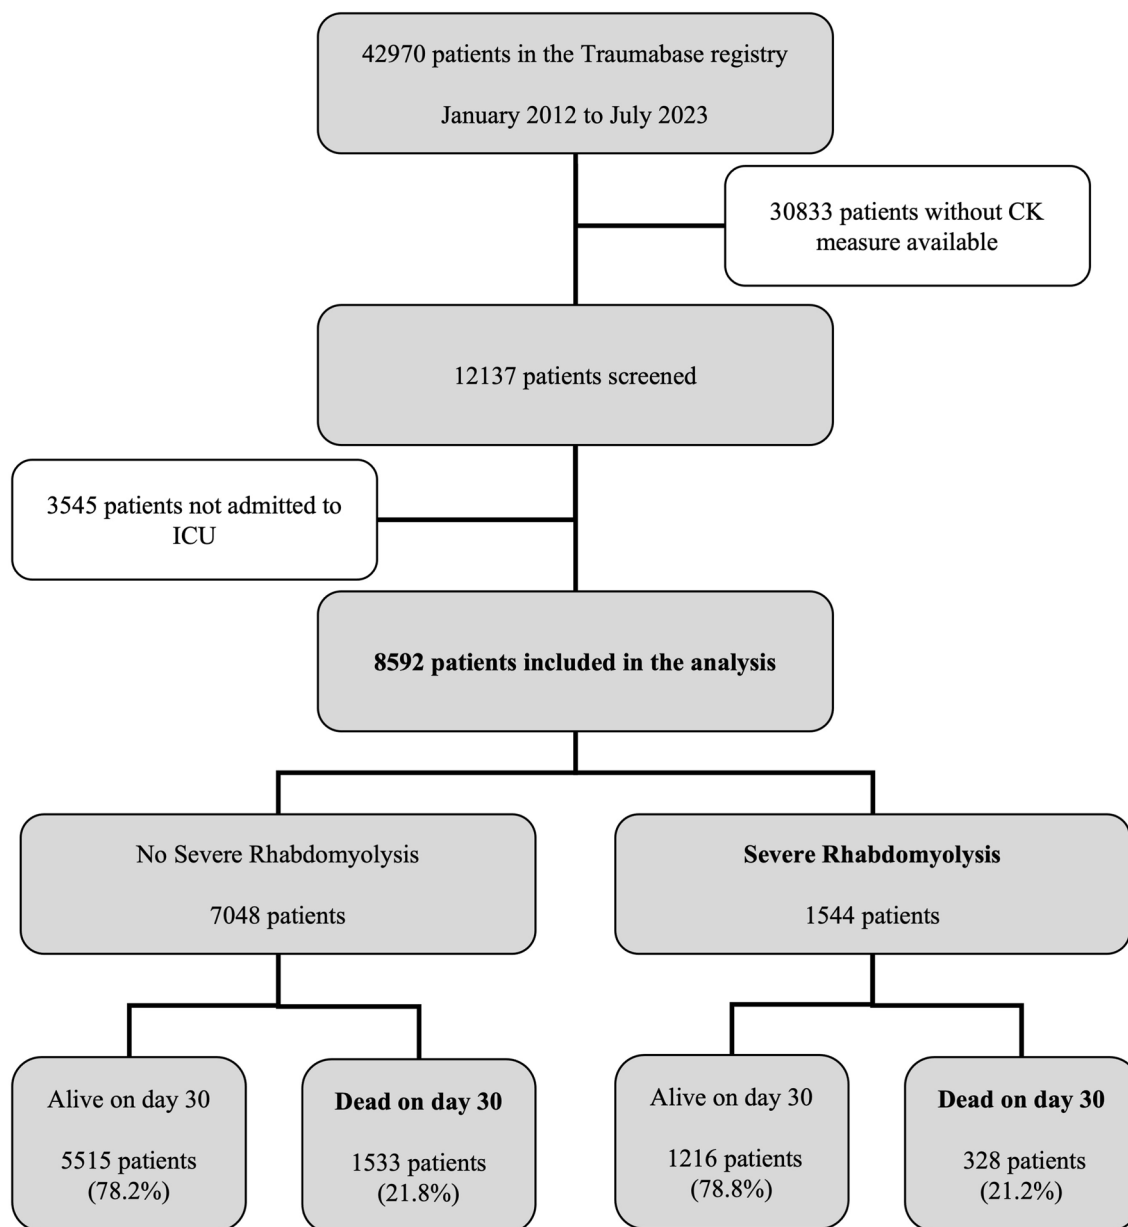 42970 patients in the Traumabase registry
January 2012 to July 2023
30833 patients without CK
measure available
12137 patients screened
3545 patients not admitted to
ICU
8592 patients included in the analysis
No Severe Rhabdomyolysis
7048 patients
Severe Rhabdomyolysis
1544 patients
Alive on day 30
5515 patients
(78.2%)
Dead on day 30
1533 patients
(21.8%)
Alive on day 30
1216 patients
(78.8%)
Dead on day 30
328 patients
(21.2%)